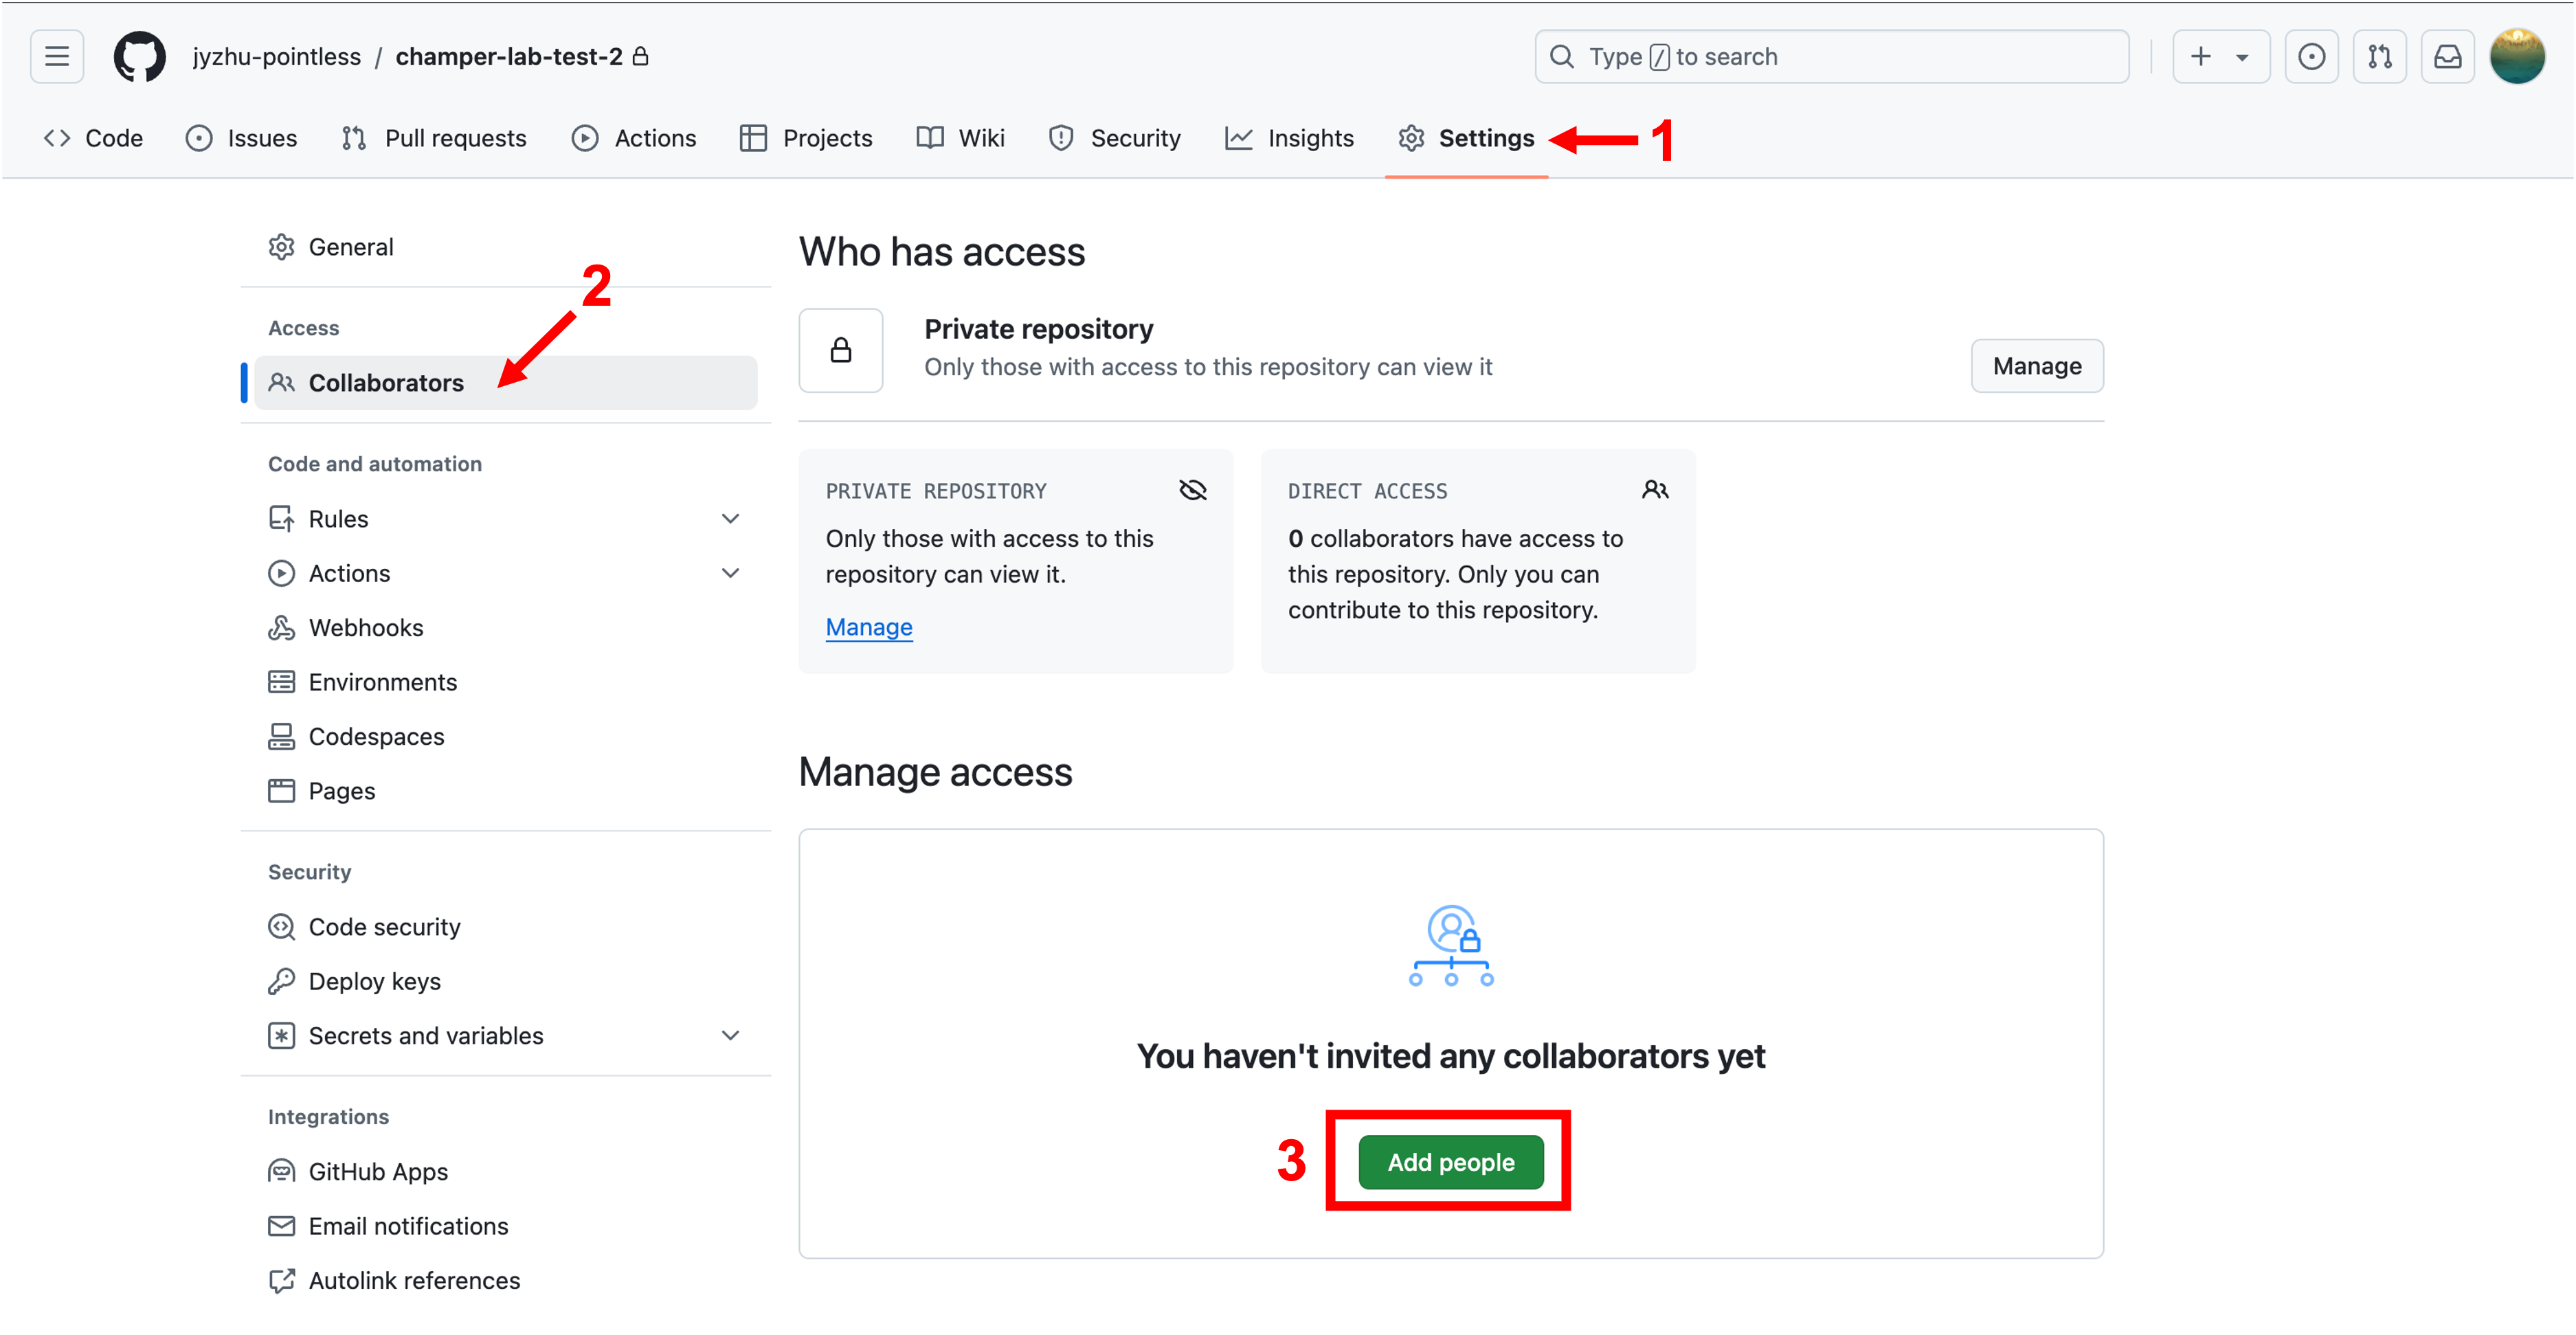 jyzhu-pointless / champer-lab-test-2
Type / to search
Code
Issues
Pull requests
Actions
Projects
Wiki
Security
Insights
Settings
1
General
2
Access
Collaborators
Code and automation
Rules
Actions
Webhooks
Environments
Codespaces
Pages
Security
Code security
Deploy keys
Secrets and variables
Integrations
GitHub Apps
Email notifications
Autolink references
Who has access
Private repository
Only those with access to this repository can view it
Manage
PRIVATE REPOSITORY
Only those with access to this
repository can view it.
Manage
DIRECT ACCESS
0 collaborators have access to
this repository. Only you can
contribute to this repository.
Manage access
You haven't invited any collaborators yet
3
Add people